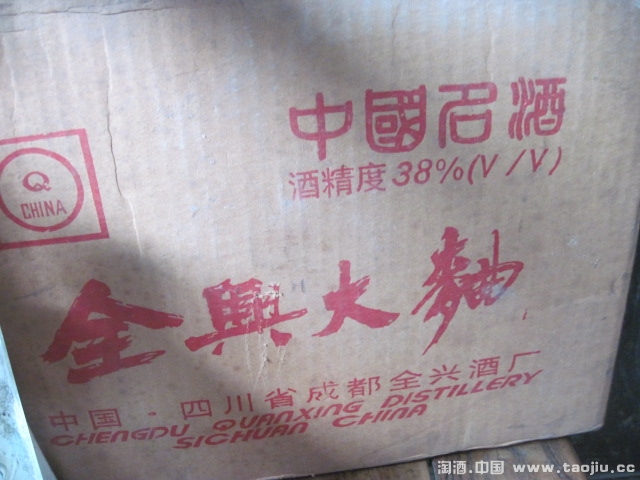 中國名酒
酒精度38%(V/V)
Q
CHINA
全興大麯
中国·四川省成都全兴酒厂
CHENGDU QUANXING DISTILLERY
SICHUAN CHINA
淘酒.中国 www.taojiu.cc